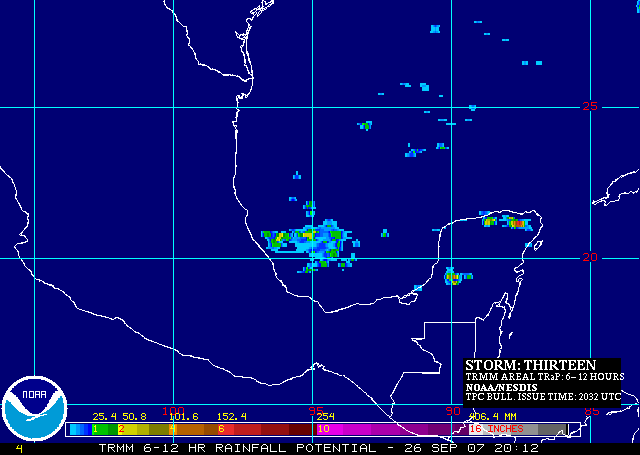 25
20
STORM: THIRTEEN
TRMM AREAL TRaP: 6-12 HOURS
NOAA/NESDIS
TPC BULL. ISSUE TIME: 2032 UTC
NOAA
100 95 90 85
25.4 50.8 101.6 152.4 254 406.4 MM
1 2 4 6 10 16 INCHES
4 TRMM 6-12 HR RAINFALL POTENTIAL - 26 SEP 07 20:12